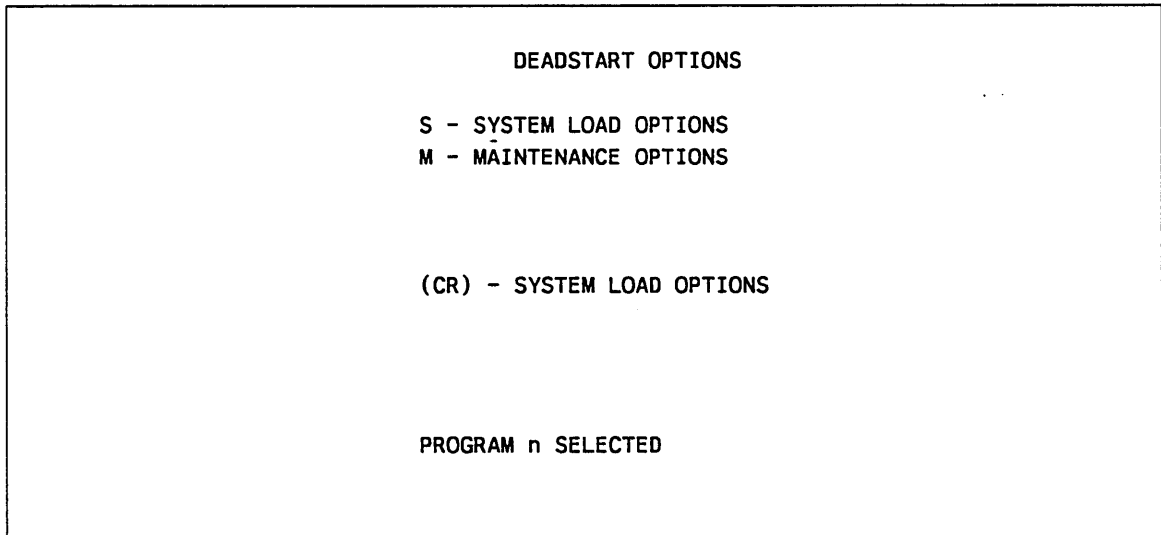 DEADSTART OPTIONS
S - SYSTEM LOAD OPTIONS
M - MAINTENANCE OPTIONS
(CR) - SYSTEM LOAD OPTIONS
PROGRAM n SELECTED